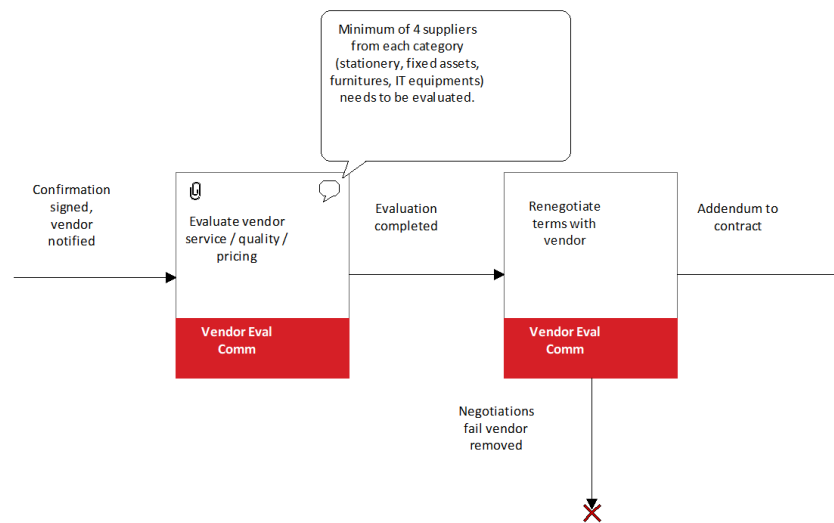 Minimum of 4 suppliers
from each category
(stationery, fixed assets,
furnitures, IT equipments)
needs to be evaluated.
Confirmation
signed,
vendor
notified
Evaluate vendor
service / quality /
pricing
Vendor Eval
Comm
Evaluation
completed
Renegotiate
terms with
vendor
Vendor Eval
Comm
Addendum to
contract
Negotiations
fail vendor
removed